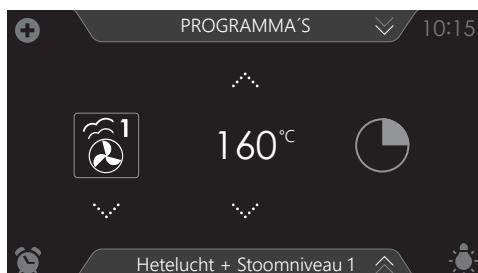 PROGRAMMA´S
10:15
1
160°C
Hetelucht + Stoomniveau 1